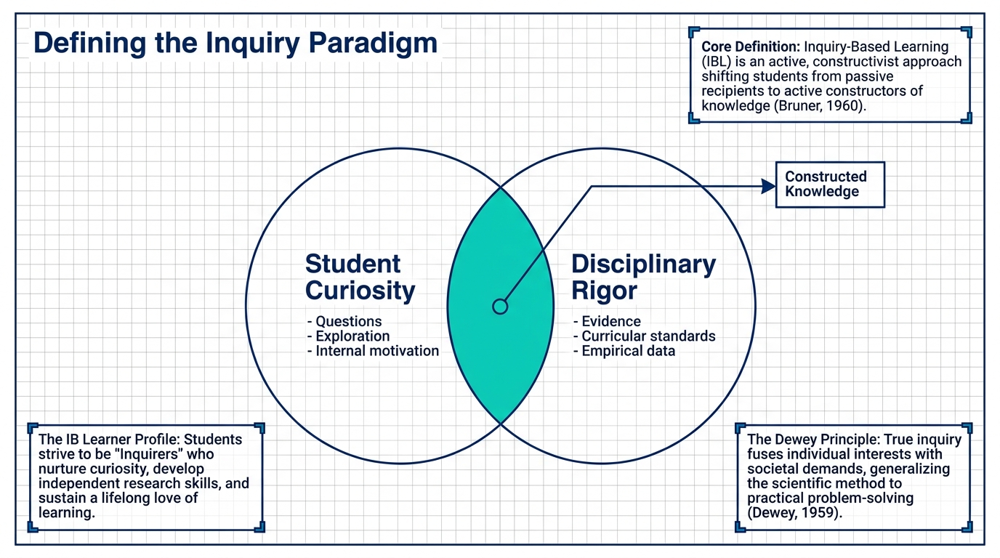 Defining the Inquiry Paradigm
Core Definition: Inquiry-Based Learning
(IBL) is an active, constructivist approach
shifting students from passive
recipients to active constructors of
knowledge (Bruner, 1960).
Constructed
Knowledge
Student
Curiosity
- Questions
- Exploration
- Internal motivation
Disciplinary
Rigor
- Evidence
- Curricular standards
- Empirical data
The IB Learner Profile: Students
strive to be "Inquirers" who
nurture curiosity, develop
independent research skills, and
sustain a lifelong love of
learning.
The Dewey Principle: True inquiry
fuses individual interests with
societal demands, generalizing
the scientific method to
practical problem-solving
(Dewey, 1959).